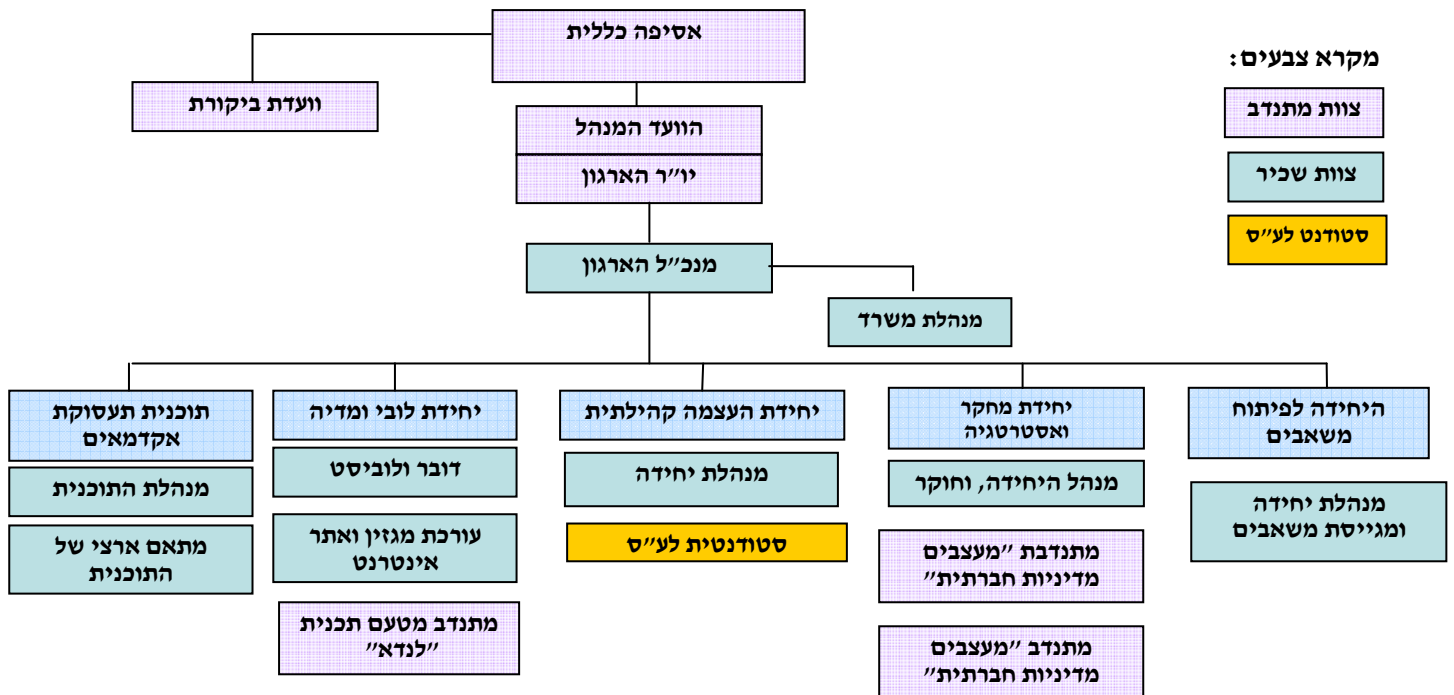 אסיפה כללית
מקרא צבעים:
וועדת ביקורת
צוות מתנדב
הוועד המנהל
יו״ר הארגון
צוות שכיר
סטודנט לע״ס
מנכ״ל הארגון
מנהלת משרד
היחידה לפיתוח
משאבים
מנהלת יחידה
ומגייסת משאבים
יחידת מחקר
ואסטרטגיה
מנהל היחידה, וחוקר
מתנדבת ״מעצבים
מדיניות חברתית״
מתנדב ״מעצבים
מדיניות חברתית״
יחידת העצמה קהילתית
מנהלת יחידה
סטודנטית לע״ס
יחידת לובי ומדיה
דובר ולוביסט
עורכת מגזין ואתר
אינטרנט
מתנדב מטעם תכנית
״לנדא״
תוכנית תעסוקת
אקדמאים
מנהלת התוכנית
מתאם ארצי של
התוכנית